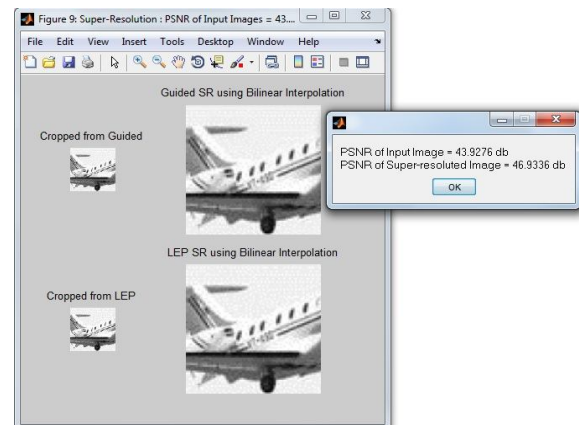 Figure 9: Super-Resolution : PSNR of Input Images = 43....
File Edit View Insert Tools Desktop Window Help
Guided SR using Bilinear Interpolation
Cropped from Guided
PSNR of Input Image = 43.9276 db
PSNR of Super-resoluted Image = 46.9336 db
OK
LEP SR using Bilinear Interpolation
Cropped from LEP